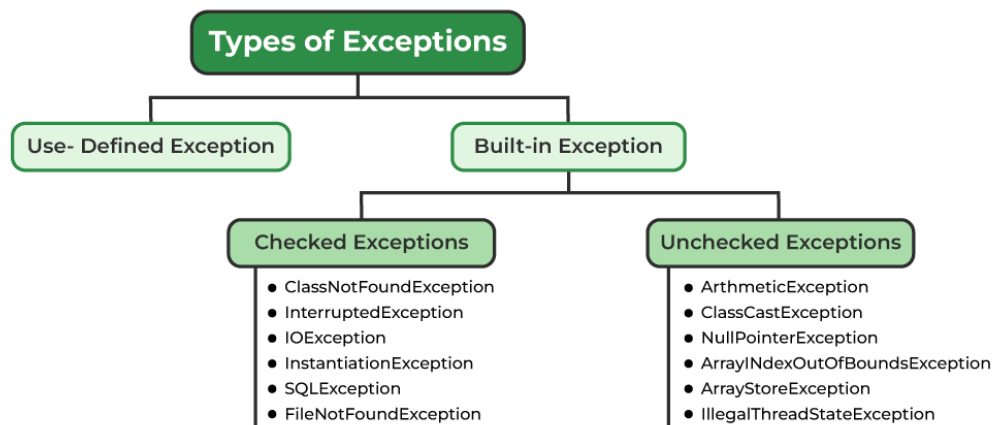 Types of Exceptions
Use- Defined Exception
Built-in Exception
Checked Exceptions
ClassNotFoundException
InterruptedException
IOException
InstantiationException
SQLException
FileNotFoundException
Unchecked Exceptions
ArthmeticException
ClassCastException
NullPointerException
ArrayINdexOutOfBoundsException
ArrayStoreException
IllegalThreadStateException